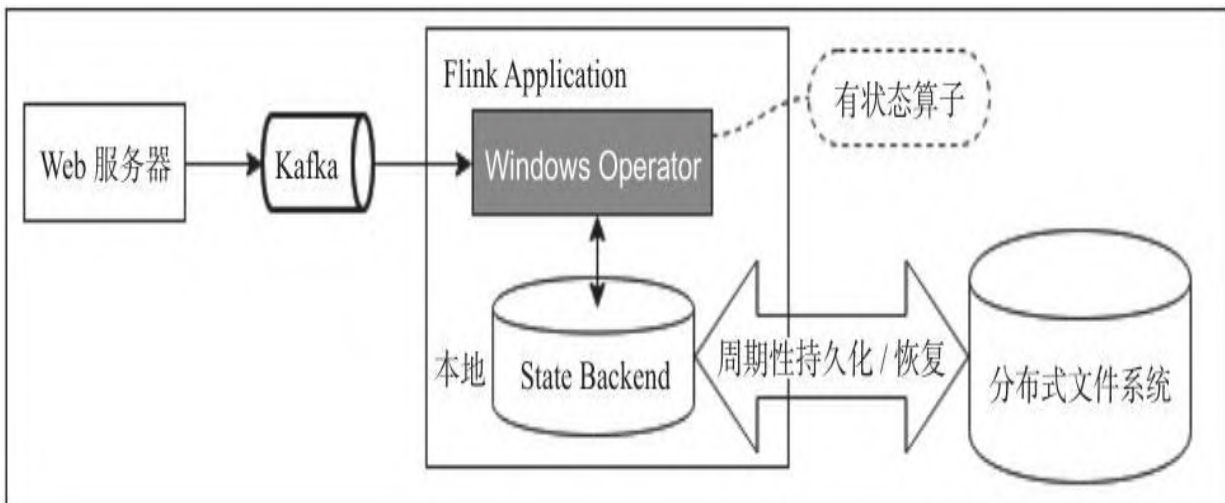 Flink Application
有状态算子
Web 服务器
Kafka
Windows Operator
本地
State Backend
周期性持久化 / 恢复
分布式文件系统